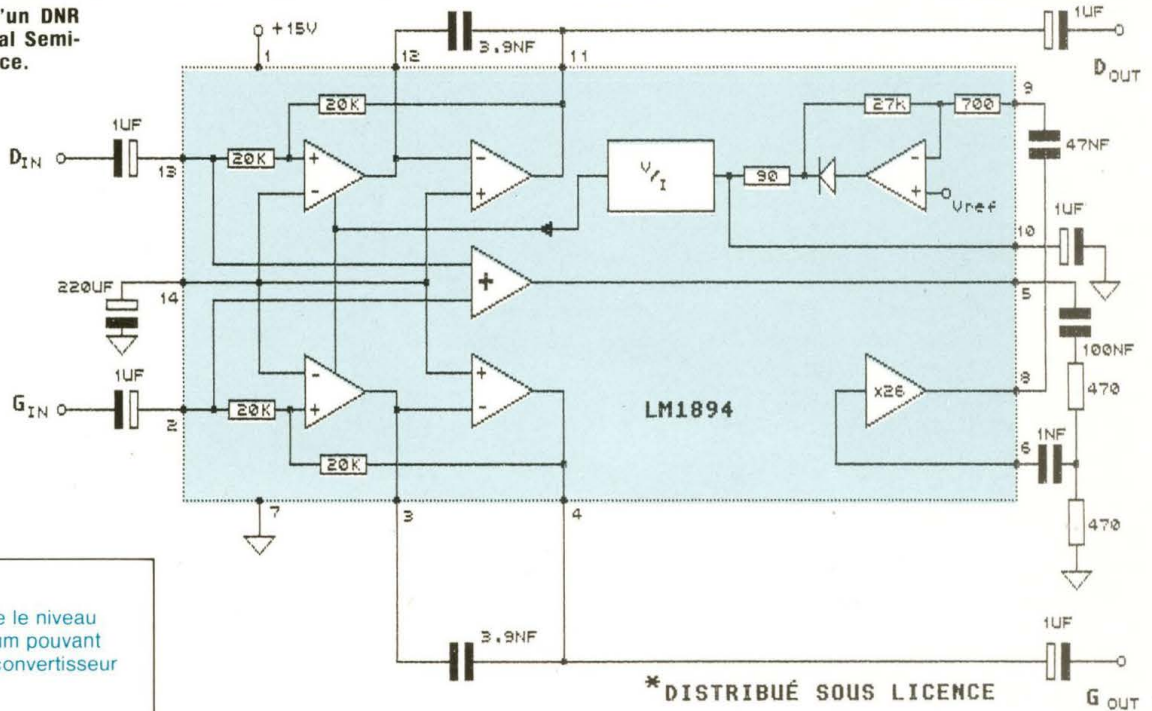 'un DNR
al Semi-
ce.
+15V
1
12
3.9NF
11
1UF
D OUT
9
20K
27K
700
1UF
D IN
13
20K
+
-
-
+
V/I
90
-
+
Vref
47NF
1UF
10
+
5
220UF
14
100NF
1UF
G IN
2
20K
-
+
+
-
LM1894
x26
8
470
1NF
6
20K
7
3
4
470
e le niveau
um pouvant
convertisseur
3.9NF
1UF
*DISTRIBUÉ SOUS LICENCE
G OUT